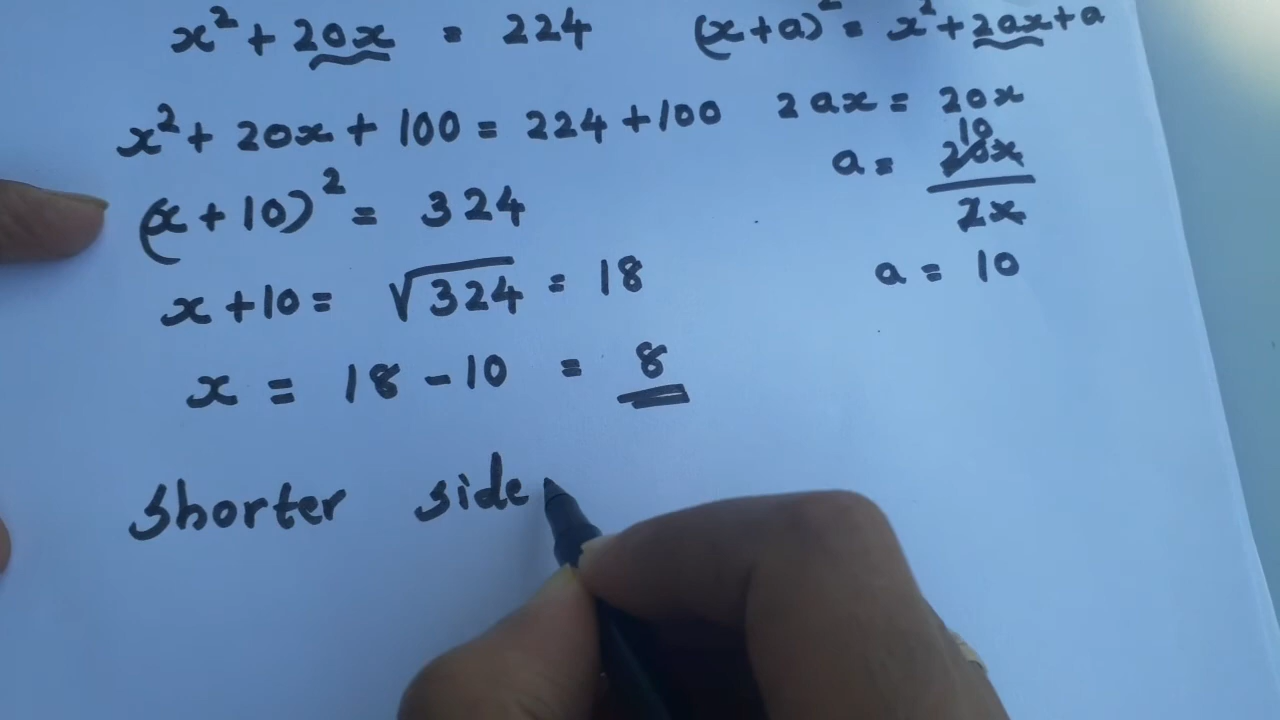 x² + 20x = 224
(x+a)² = x² + 2ax + a
x² + 20x + 100 = 224 + 100
2ax = 20x
(x+10)² = 324
a = 20x/2x
10
x+10 = √324 = 18
a = 10
x = 18 - 10 = 8
Shorter side